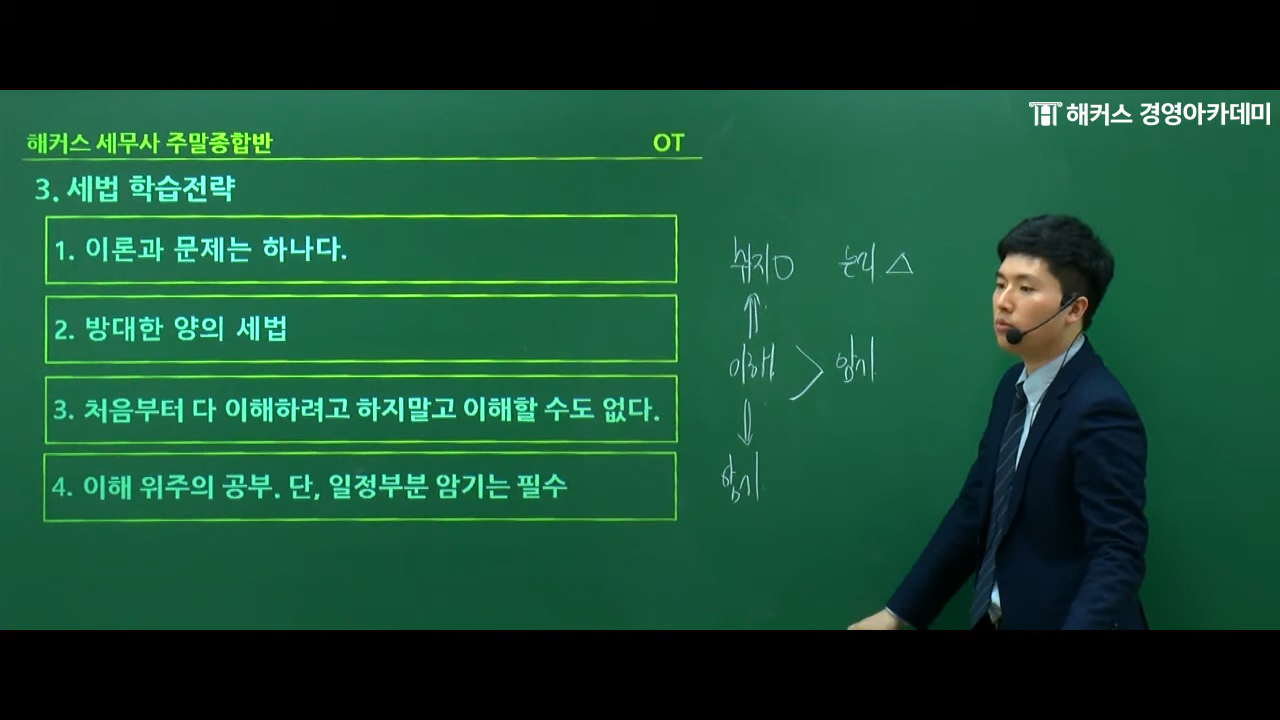 해커스 경영아카데미
해커스 세무사 주말종합반 OT
3. 세법 학습전략
1. 이론과 문제는 하나다.
2. 방대한 양의 세법
3. 처음부터 다 이해하려고 하지말고 이해할 수도 없다.
4. 이해 위주의 공부. 단, 일정부분 암기는 필수
취지○ 논리 △
이해 > 암기
암기